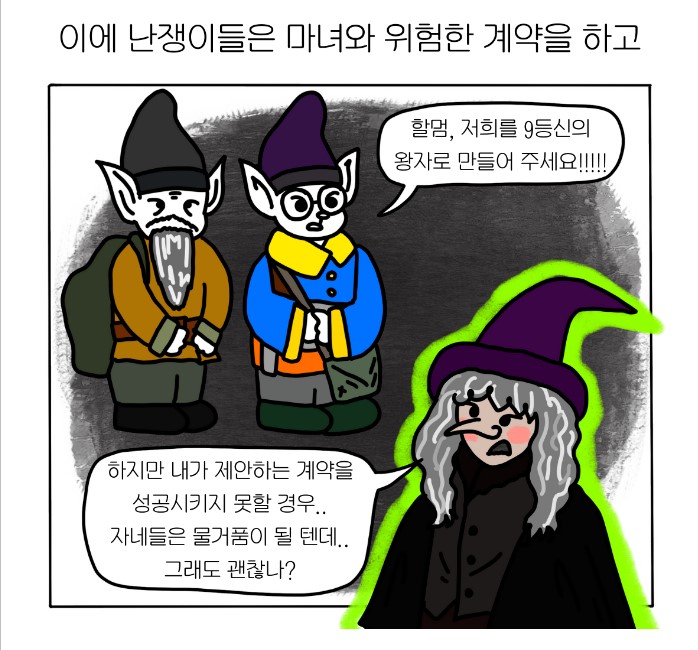 이에 난쟁이들은 마녀와 위험한 계약을 하고
할멈, 저희를 9등신의
왕자로 만들어 주세요!!!!!
하지만 내가 제안하는 계약을
성공시키지 못할 경우..
자네들은 물거품이 될 텐데..
그래도 괜찮나?